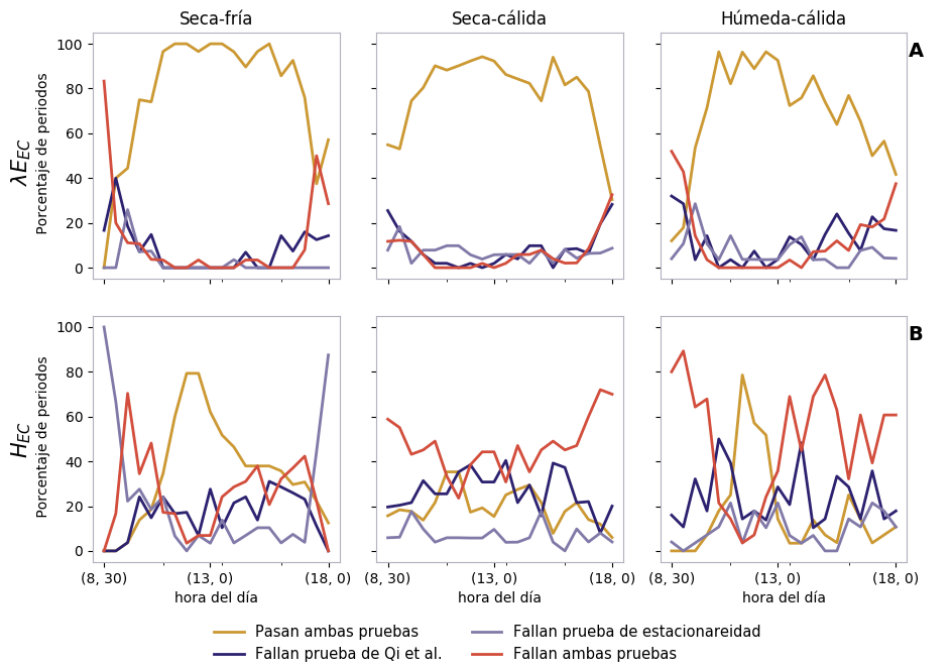 Seca-fría
Seca-cálida
Húmeda-cálida
A
λE_EC
Porcentaje de periodos
100
80
60
40
20
0
B
H_EC
Porcentaje de periodos
100
80
60
40
20
0
(8, 30) (13, 0) (18, 0)
(8, 30) (13, 0) (18, 0)
(8, 30) (13, 0) (18, 0)
hora del día
hora del día
hora del día
Pasan ambas pruebas
Fallan prueba de Qi et al.
Fallan prueba de estacionareidad
Fallan ambas pruebas